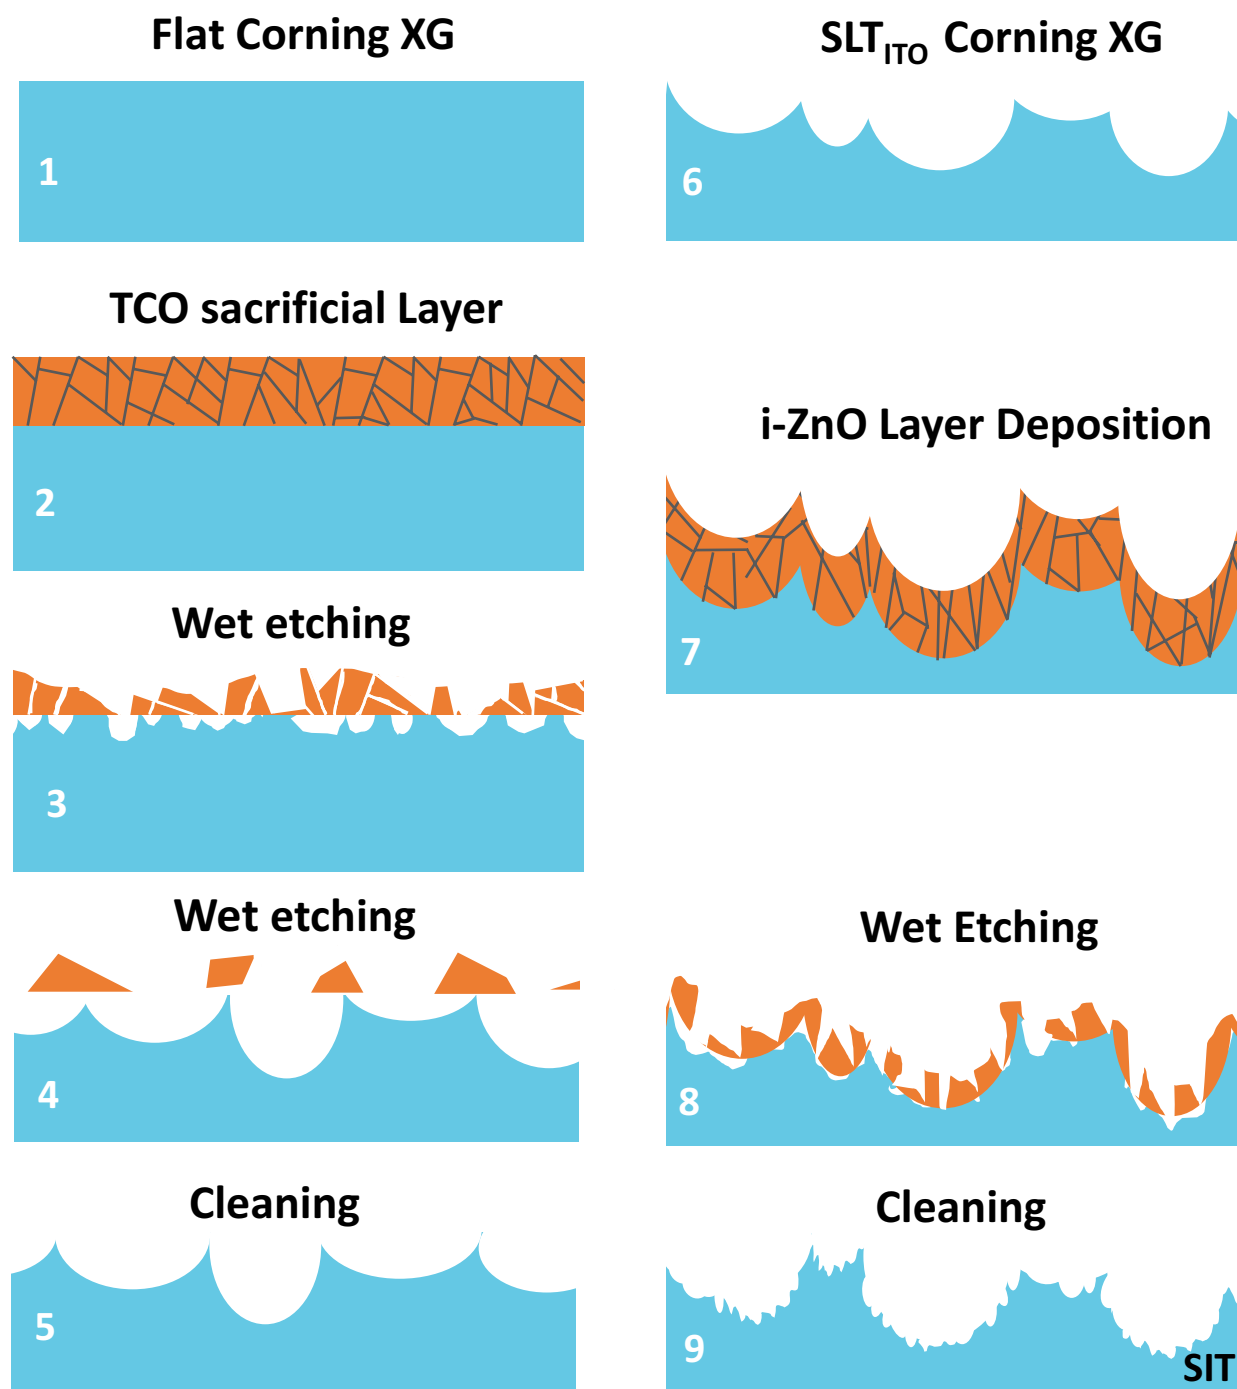 Flat Corning XG
1
TCO sacrificial Layer
2
Wet etching
3
Wet etching
4
Cleaning
5
SLT_ITO Corning XG
6
i-ZnO Layer Deposition
7
Wet Etching
8
Cleaning
9
SIT